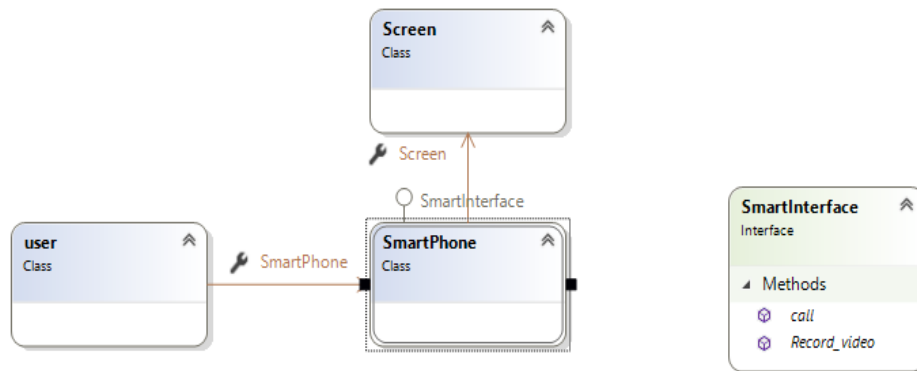 Screen
Class
Screen
SmartInterface
user
Class
SmartPhone
SmartPhone
Class
SmartInterface
Interface
Methods
call
Record_video